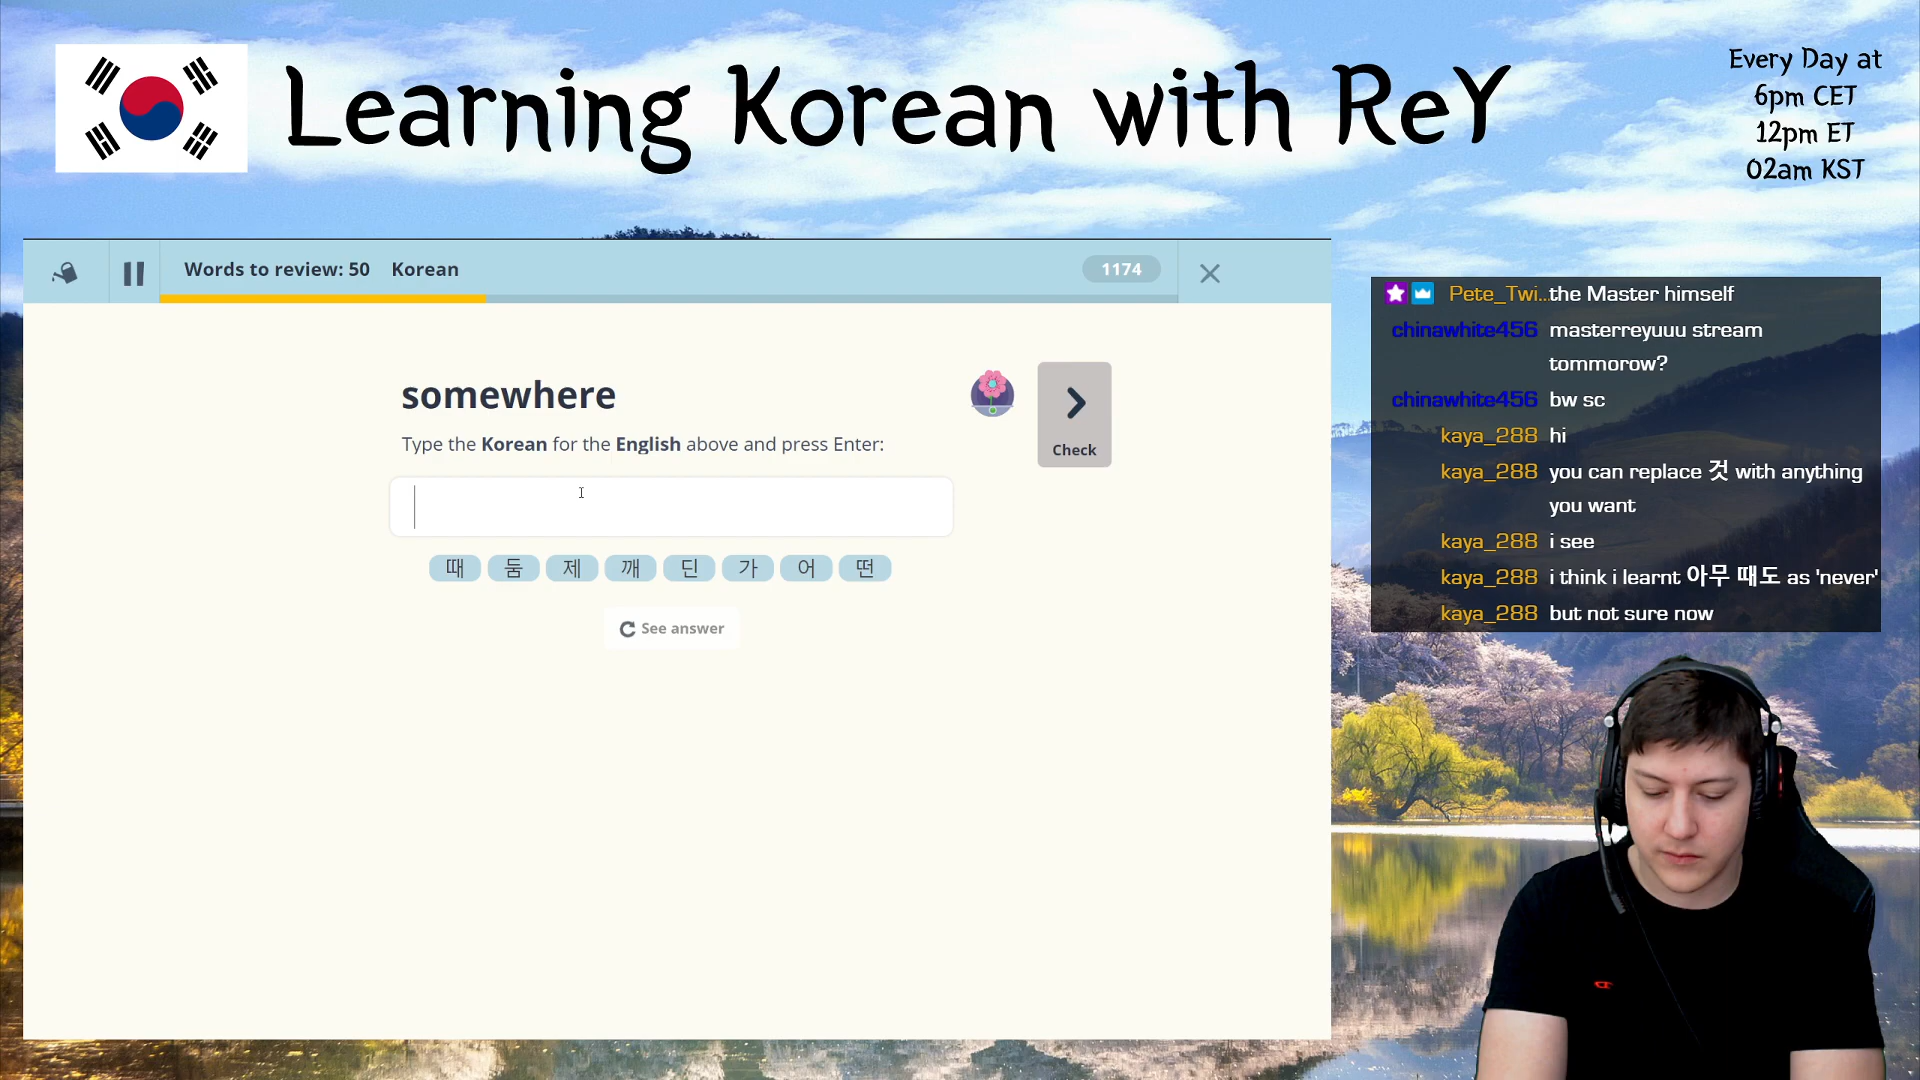 Learning Korean with ReY
Every Day at
6pm CET
12pm ET
02am KST
Words to review: 50 Korean
1174
somewhere
Type the Korean for the English above and press Enter:
Check
때 둠 제 깨 딘 가 어 떤
See answer
Pete_Twi... the Master himself
chinawhite456 masterreyuuu stream
tommorow?
chinawhite456 bw sc
kaya_288 hi
kaya_288 you can replace 것 with anything
you want
kaya_288 i see
kaya_288 i think i learnt 아무 때도 as 'never'
kaya_288 but not sure now